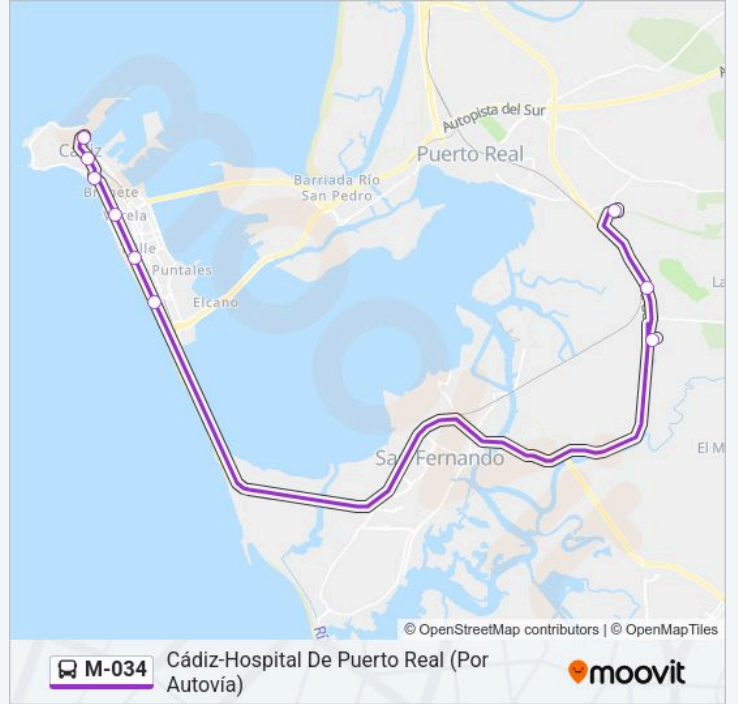 Autopista del Sur
Cádiz
Puerto Real
Barriada Río
San Pedro
Puntales
Elcano
San Fernando
El M
La
© OpenStreetMap contributors | © OpenMapTiles
M-034
Cádiz-Hospital De Puerto Real (Por
Autovía)
moovit